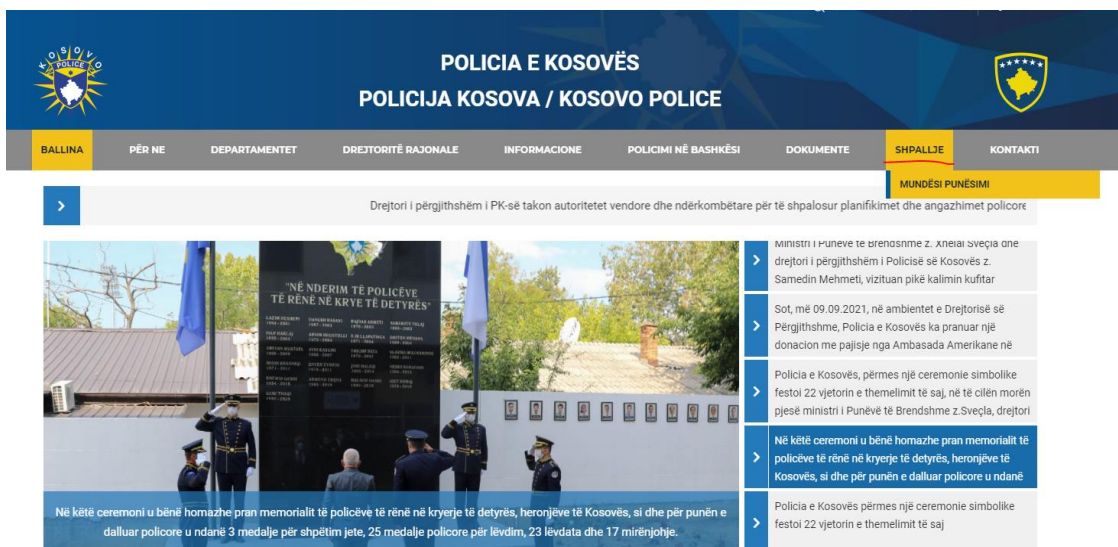 KOSOVO
POLICE
POLICIA E KOSOVËS
POLICIJA KOSOVA / KOSOVO POLICE
BALLINA PËR NE DEPARTAMENTET DREJTORITË RAJONALE INFORMACIONE POLICIMI NË BASHKËSI DOKUMENTE SHPALLJE KONTAKTI
MUNDËSI PUNËSIMI
Drejtori i përgjithshëm i PK-së takon autoritetet vendore dhe ndërkombëtare për të shpalosur planifikimet dhe angazhimet policore
"NË NDERIM TË POLICËVE
TË RËNË NË KRYE TË DETYRËS"
Në këtë ceremoni u bënë homazhe pran memorialit të policëve të rënë në kryerje të detyrës, heronjëve të Kosovës, si dhe për punën e
dalluar policore u ndanë 3 medalje për shpëtim jete, 25 medalje policore për lëvdim, 23 lëvdata dhe 17 mirënjohje.
Ministri i Punëve të Brendshme z. Xhelal Sveçla dhe
drejtori i përgjithshëm i Policisë së Kosovës z.
Samedin Mehmeti, vizituan pikë kalimin kufitar
Sot, më 09.09.2021, në ambientet e Drejtorisë së
Përgjithshme, Policia e Kosovës ka pranuar një
donacion me pajisje nga Ambasada Amerikane në
Policia e Kosovës, përmes një ceremonie simbolike
festoi 22 vjetorin e themelimit të saj, në të cilën morën
pjesë ministri i Punëvë të Brendshme z.Sveçla, drejtori
Në këtë ceremoni u bënë homazhe pran memorialit të
policëve të rënë në kryerje të detyrës, heronjëve të
Kosovës, si dhe për punën e dalluar policore u ndanë
Policia e Kosovës përmes një ceremonie simbolike
festoi 22 vjetorin e themelimit të saj